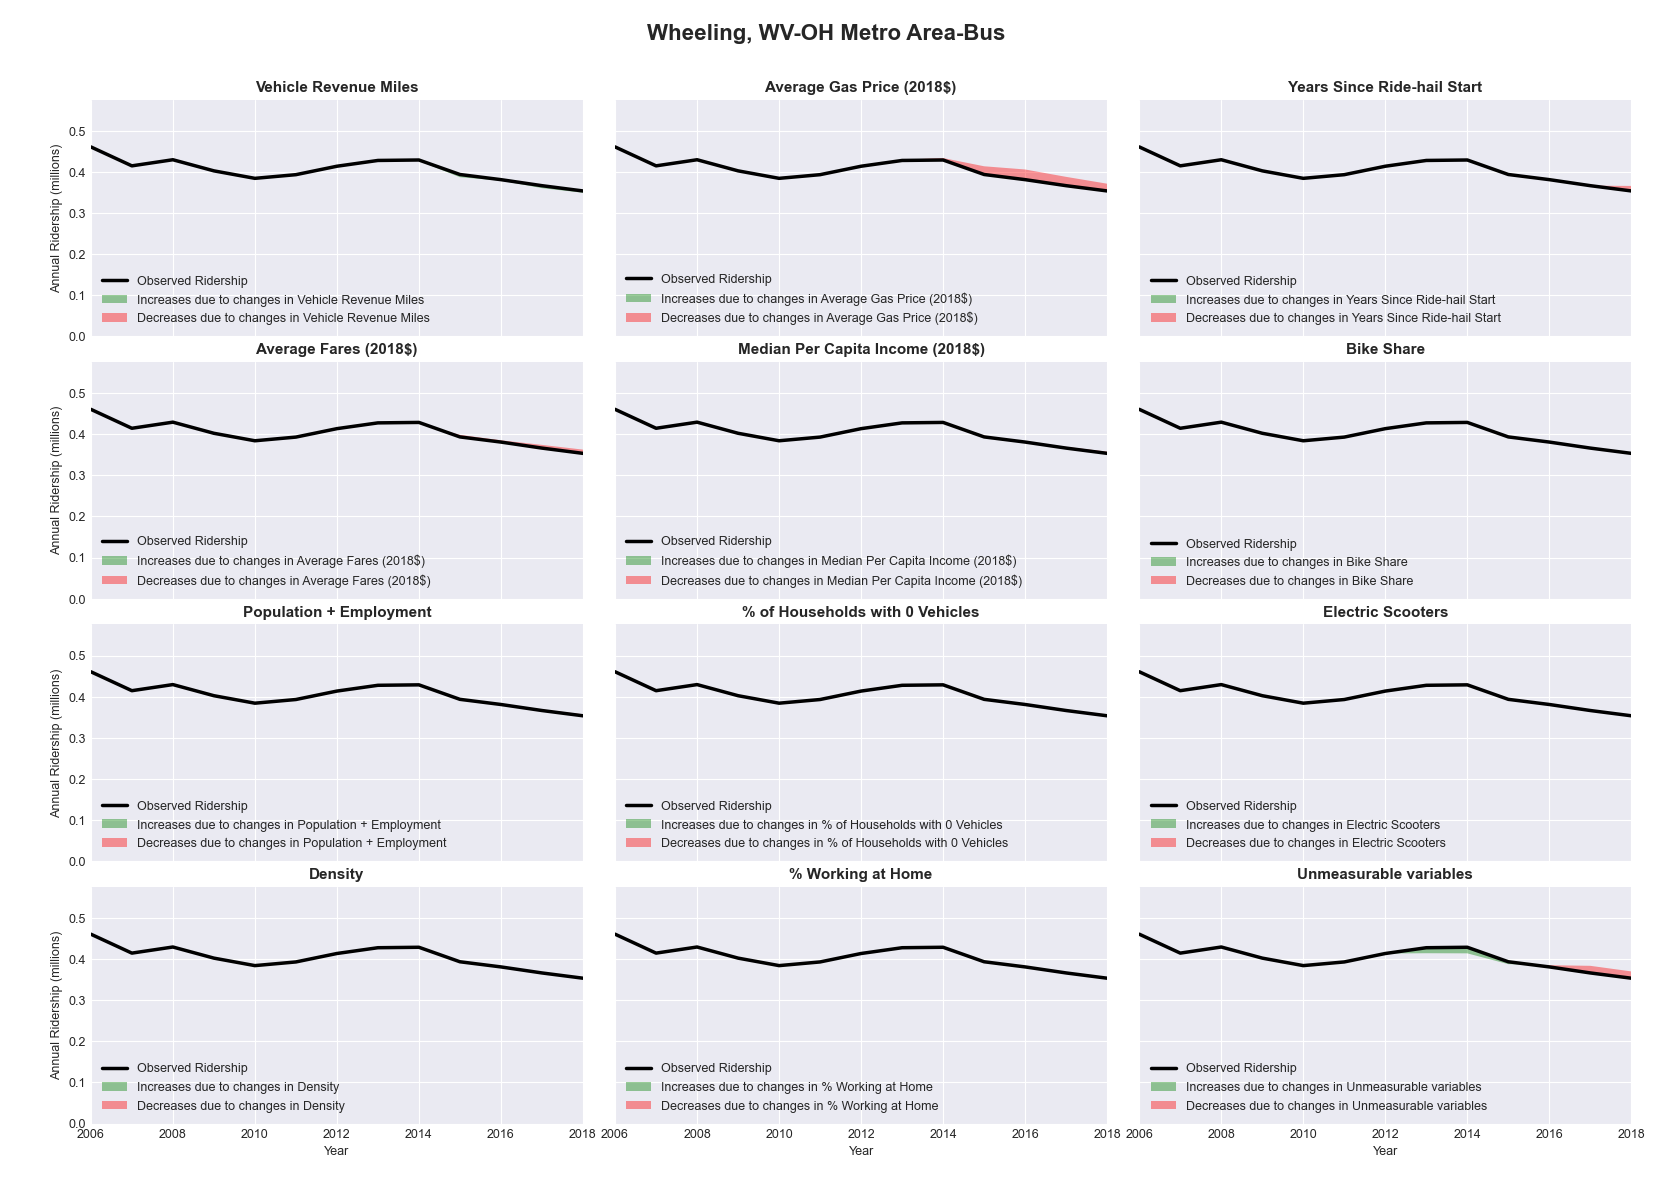 Wheeling, WV-OH Metro Area-Bus
Vehicle Revenue Miles
Average Gas Price (2018$)
Years Since Ride-hail Start
Annual Ridership (millions)
0.5
0.4
0.3
0.2
0.1
0.0
Observed Ridership
Increases due to changes in Vehicle Revenue Miles
Decreases due to changes in Vehicle Revenue Miles
Observed Ridership
Increases due to changes in Average Gas Price (2018$)
Decreases due to changes in Average Gas Price (2018$)
Observed Ridership
Increases due to changes in Years Since Ride-hail Start
Decreases due to changes in Years Since Ride-hail Start
Average Fares (2018$)
Median Per Capita Income (2018$)
Bike Share
Annual Ridership (millions)
0.5
0.4
0.3
0.2
0.1
0.0
Observed Ridership
Increases due to changes in Average Fares (2018$)
Decreases due to changes in Average Fares (2018$)
Observed Ridership
Increases due to changes in Median Per Capita Income (2018$)
Decreases due to changes in Median Per Capita Income (2018$)
Observed Ridership
Increases due to changes in Bike Share
Decreases due to changes in Bike Share
Population + Employment
% of Households with 0 Vehicles
Electric Scooters
Annual Ridership (millions)
0.5
0.4
0.3
0.2
0.1
0.0
Observed Ridership
Increases due to changes in Population + Employment
Decreases due to changes in Population + Employment
Observed Ridership
Increases due to changes in % of Households with 0 Vehicles
Decreases due to changes in % of Households with 0 Vehicles
Observed Ridership
Increases due to changes in Electric Scooters
Decreases due to changes in Electric Scooters
Density
% Working at Home
Unmeasurable variables
Annual Ridership (millions)
0.5
0.4
0.3
0.2
0.1
0.0
Observed Ridership
Increases due to changes in Density
Decreases due to changes in Density
Observed Ridership
Increases due to changes in % Working at Home
Decreases due to changes in % Working at Home
Observed Ridership
Increases due to changes in Unmeasurable variables
Decreases due to changes in Unmeasurable variables
2006 2008 2010 2012 2014 2016 2018
2006 2008 2010 2012 2014 2016 2018
2006 2008 2010 2012 2014 2016 2018
Year
Year
Year